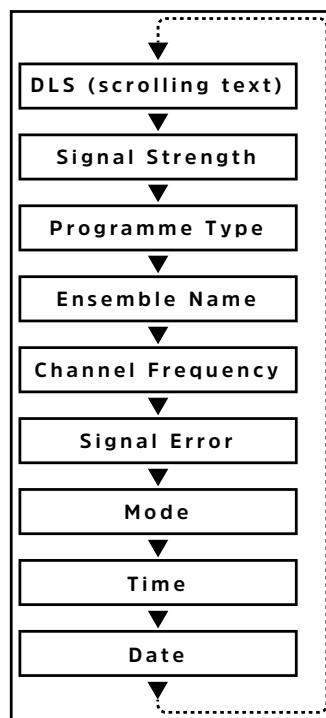 DLS (scrolling text)
Signal Strength
Programme Type
Ensemble Name
Channel Frequency
Signal Error
Mode
Time
Date